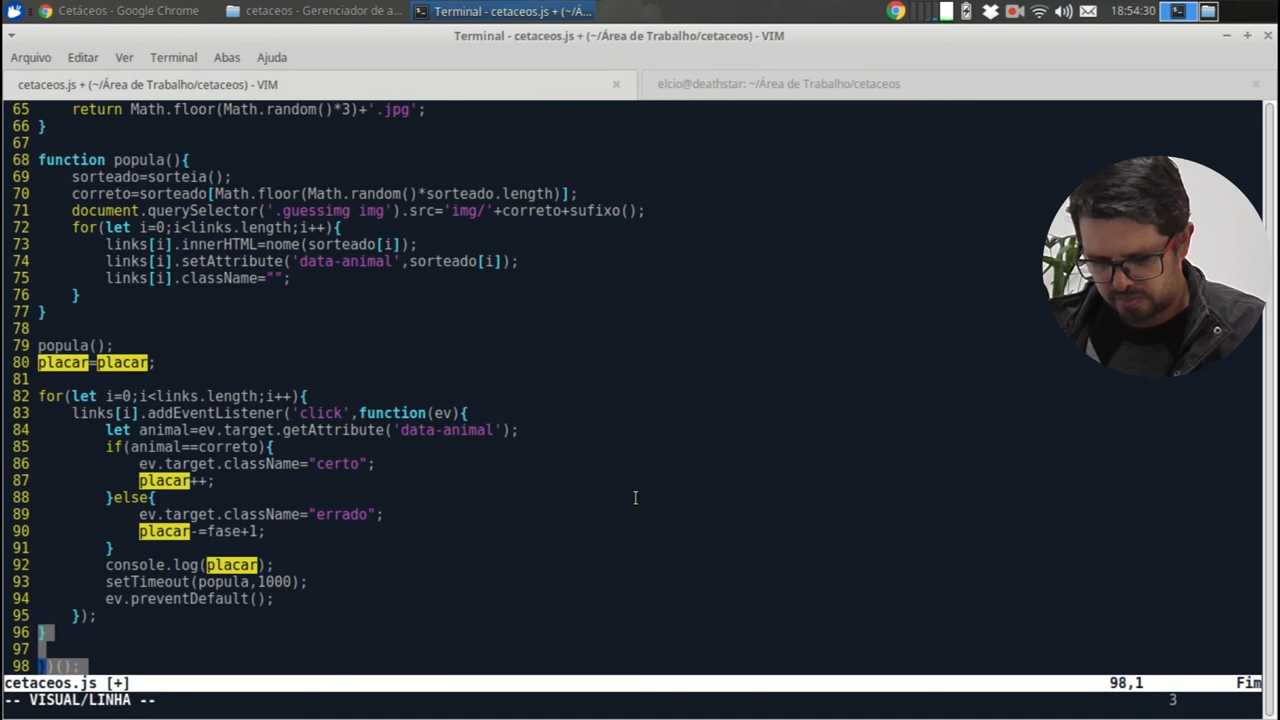 Cetáceos - Google Chrome
cetaceos - Gerenciador de a...
Terminal - cetaceos.js + (~/Á...
18:54:30
Terminal - cetaceos.js + (~/Área de Trabalho/cetaceos) - VIM
Arquivo Editar Ver Terminal Abas Ajuda
cetaceos.js + (~/Área de Trabalho/cetaceos) - VIM
elcio@deathstar: ~/Área de Trabalho/cetaceos
65     return Math.floor(Math.random()*3)+'.jpg';
66 }
67
68 function popula(){
69     sorteado=sorteia();
70     correto=sorteado[Math.floor(Math.random()*sorteado.length)];
71     document.querySelector('.guessimg img').src='img/'+correto+sufixo();
72     for(let i=0;i<links.length;i++){
73         links[i].innerHTML=nome(sorteado[i]);
74         links[i].setAttribute('data-animal',sorteado[i]);
75         links[i].className="";
76     }
77 }
78
79 popula();
80 placar=placar;
81
82 for(let i=0;i<links.length;i++){
83     links[i].addEventListener('click',function(ev){
84         let animal=ev.target.getAttribute('data-animal');
85         if(animal==correto){
86             ev.target.className="certo";
87             placar++;
88         }else{
89             ev.target.className="errado";
90             placar-=fase+1;
91         }
92         console.log(placar);
93         setTimeout(popula,1000);
94         ev.preventDefault();
95     });
96 }
97
98 })();
cetaceos.js [+] 98,1 Fim
-- VISUAL/LINHA -- 3